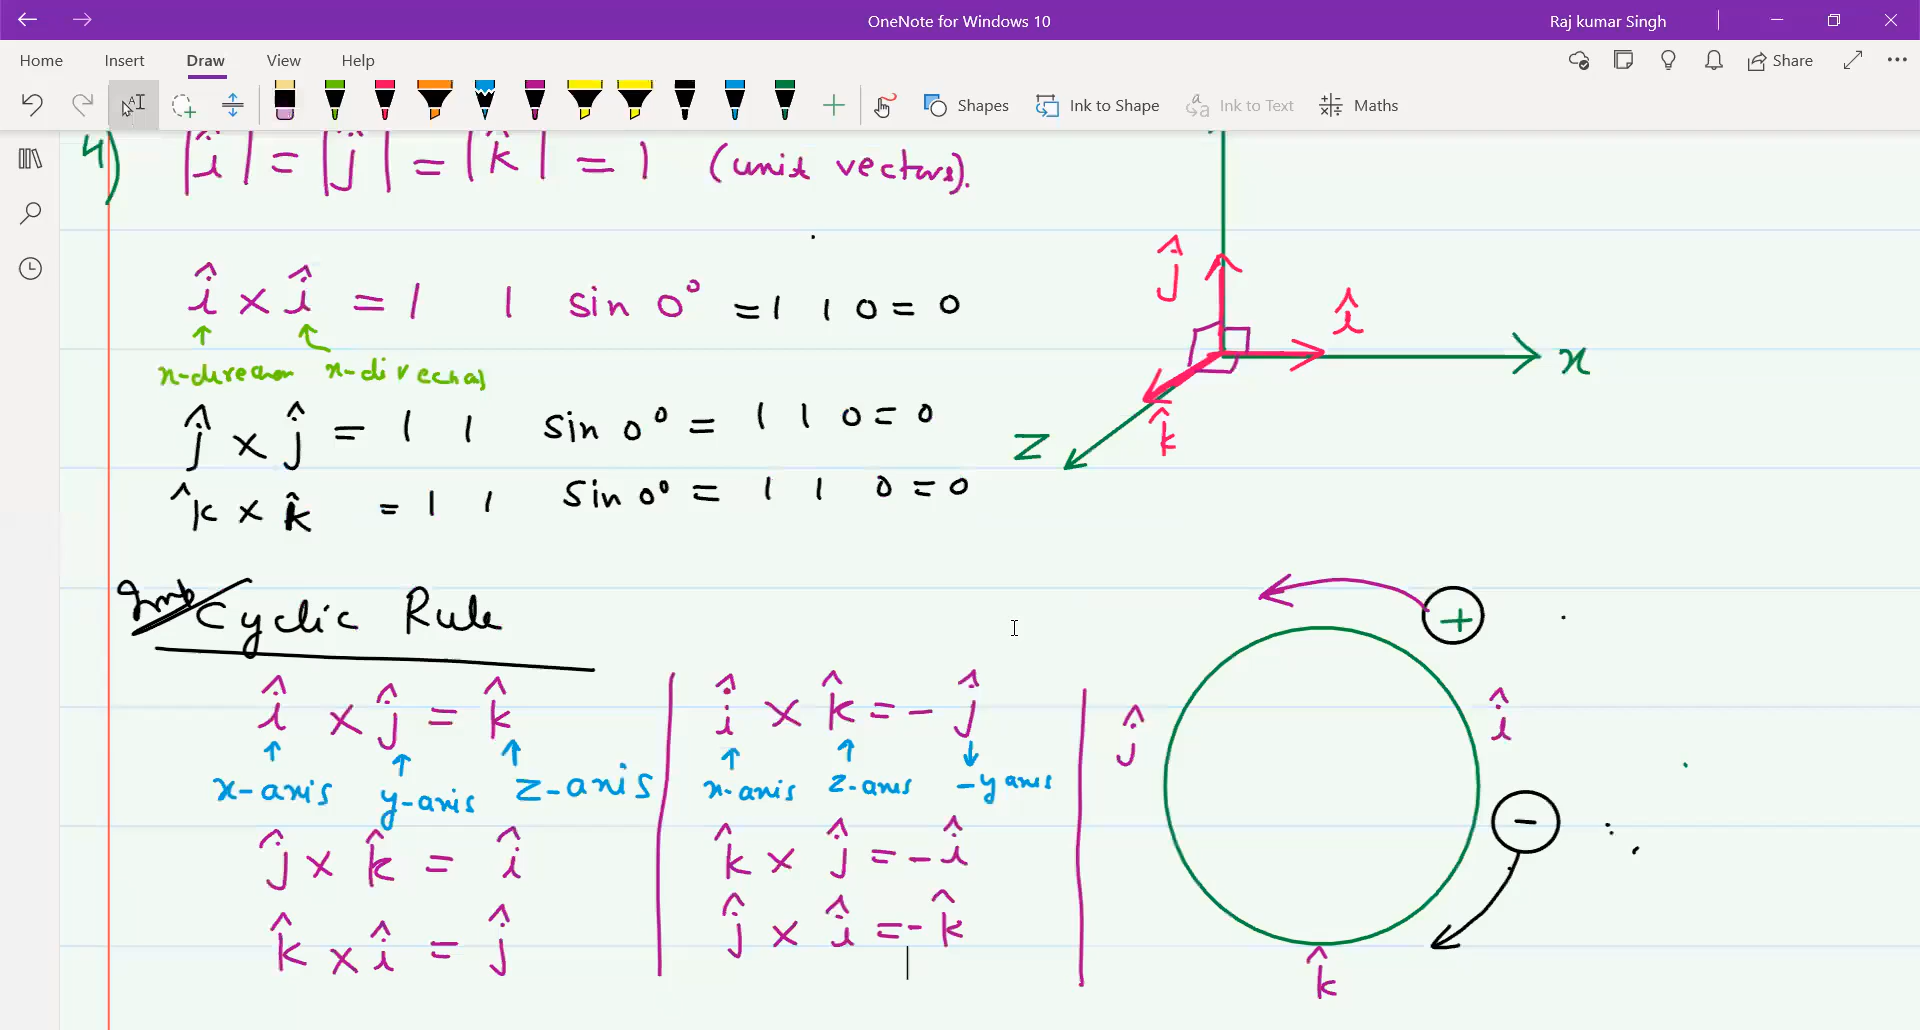 OneNote for Windows 10
Raj kumar Singh
Home Insert Draw View Help
Share
Shapes Ink to Shape Ink to Text Maths
4) |î| = |ĵ| = |k̂| = 1 (unit vectors).
î × î = 1 1 sin 0° = 1 1 0 = 0
x-direction x-direction
ĵ × ĵ = 1 1 sin 0° = 1 1 0 = 0
k̂ × k̂ = 1 1 sin 0° = 1 1 0 = 0
ĵ
î
x
k̂
Z
Imp Cyclic Rule
î × ĵ = k̂
x-axis y-axis z-axis
ĵ × k̂ = î
k̂ × î = ĵ
î × k̂ = - ĵ
x-axis z-axis -y axis
k̂ × ĵ = - î
ĵ × î = - k̂
+
ĵ
î
-
k̂